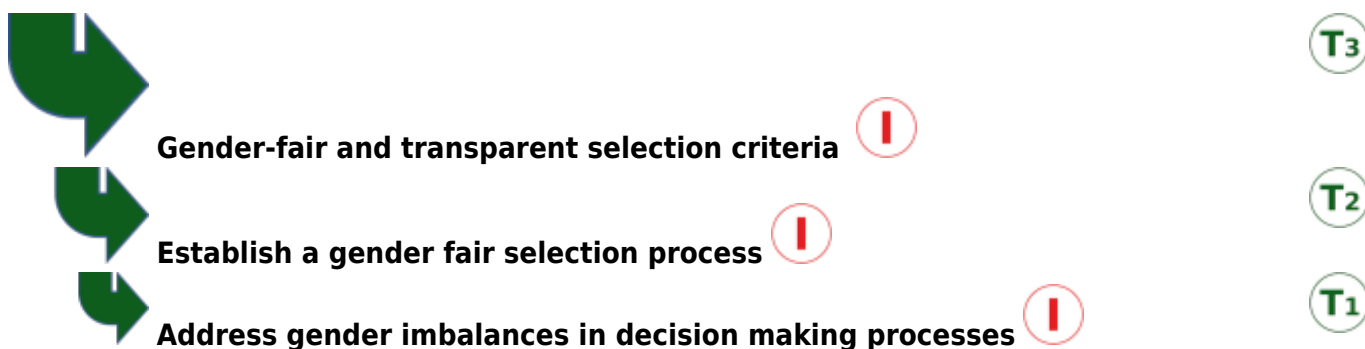 T3
Gender-fair and transparent selection criteria I
T2
Establish a gender fair selection process I
T1
Address gender imbalances in decision making processes I